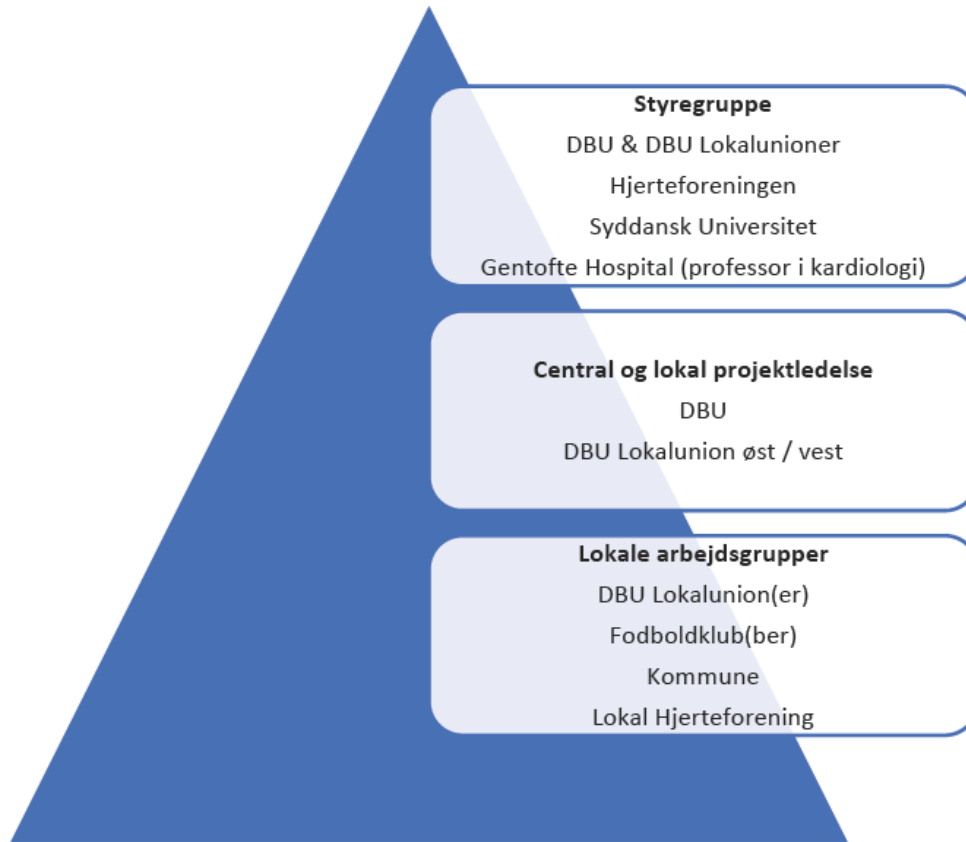 Styregruppe
DBU & DBU Lokalunioner
Hjerteforeningen
Syddansk Universitet
Gentofte Hospital (professor i kardiologi)
Central og lokal projektledelse
DBU
DBU Lokalunion øst / vest
Lokale arbejdsgrupper
DBU Lokalunion(er)
Fodboldklub(ber)
Kommune
Lokal Hjerteforening